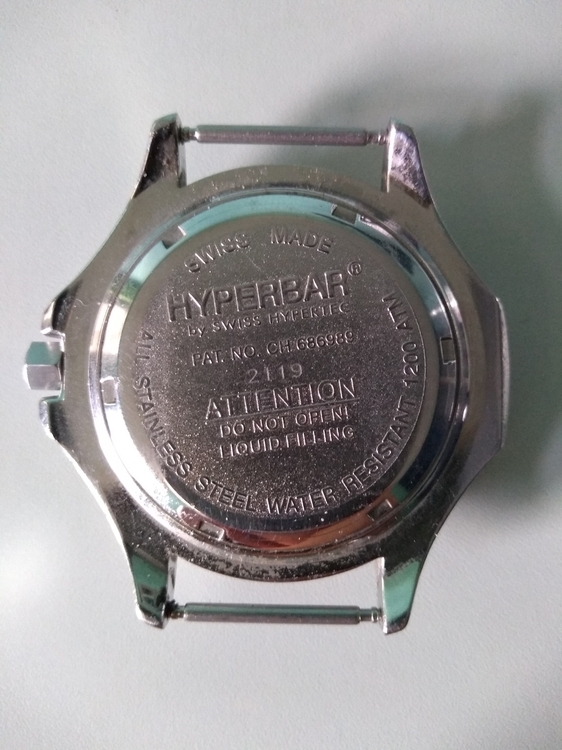 SWISS MADE
HYPERBAR®
by SWISS HYPERTEC
PAT. NO. CH 686989
2119
ATTENTION
DO NOT OPEN!
LIQUID FILLING
ALL STAINLESS STEEL WATER RESISTANT 1200 ATM